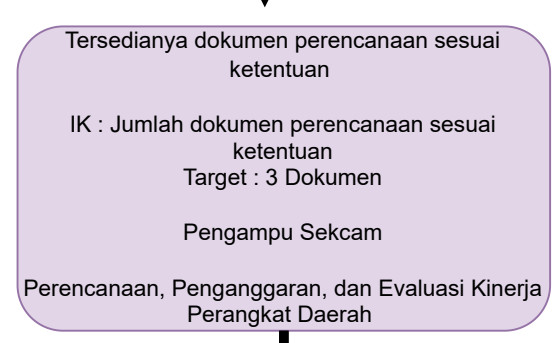 Tersedianya dokumen perencanaan sesuai
ketentuan
IK : Jumlah dokumen perencanaan sesuai
ketentuan
Target : 3 Dokumen
Pengampu Sekcam
Perencanaan, Penganggaran, dan Evaluasi Kinerja
Perangkat Daerah